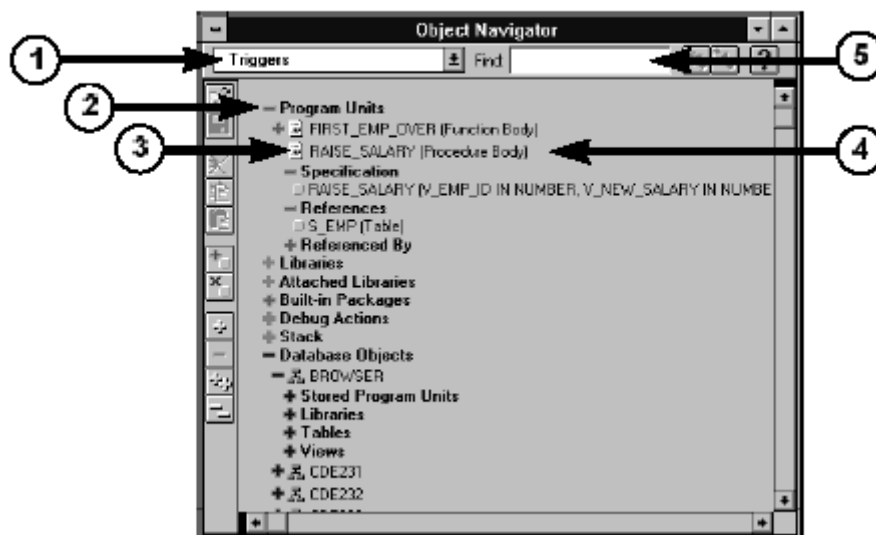 Object Navigator
1 Triggers Find 5
?
2 − Program Units
+ FIRST_EMP_OVER (Function Body)
3 RAISE_SALARY (Procedure Body) 4
− Specification
RAISE_SALARY (V_EMP_ID IN NUMBER, V_NEW_SALARY IN NUMBE
− References
S_EMP (Table)
+ Referenced By
+ Libraries
+ Attached Libraries
+ Built-in Packages
+ Debug Actions
+ Stack
− Database Objects
− BROWSER
+ Stored Program Units
+ Libraries
+ Tables
+ Views
+ CDE231
+ CDE232